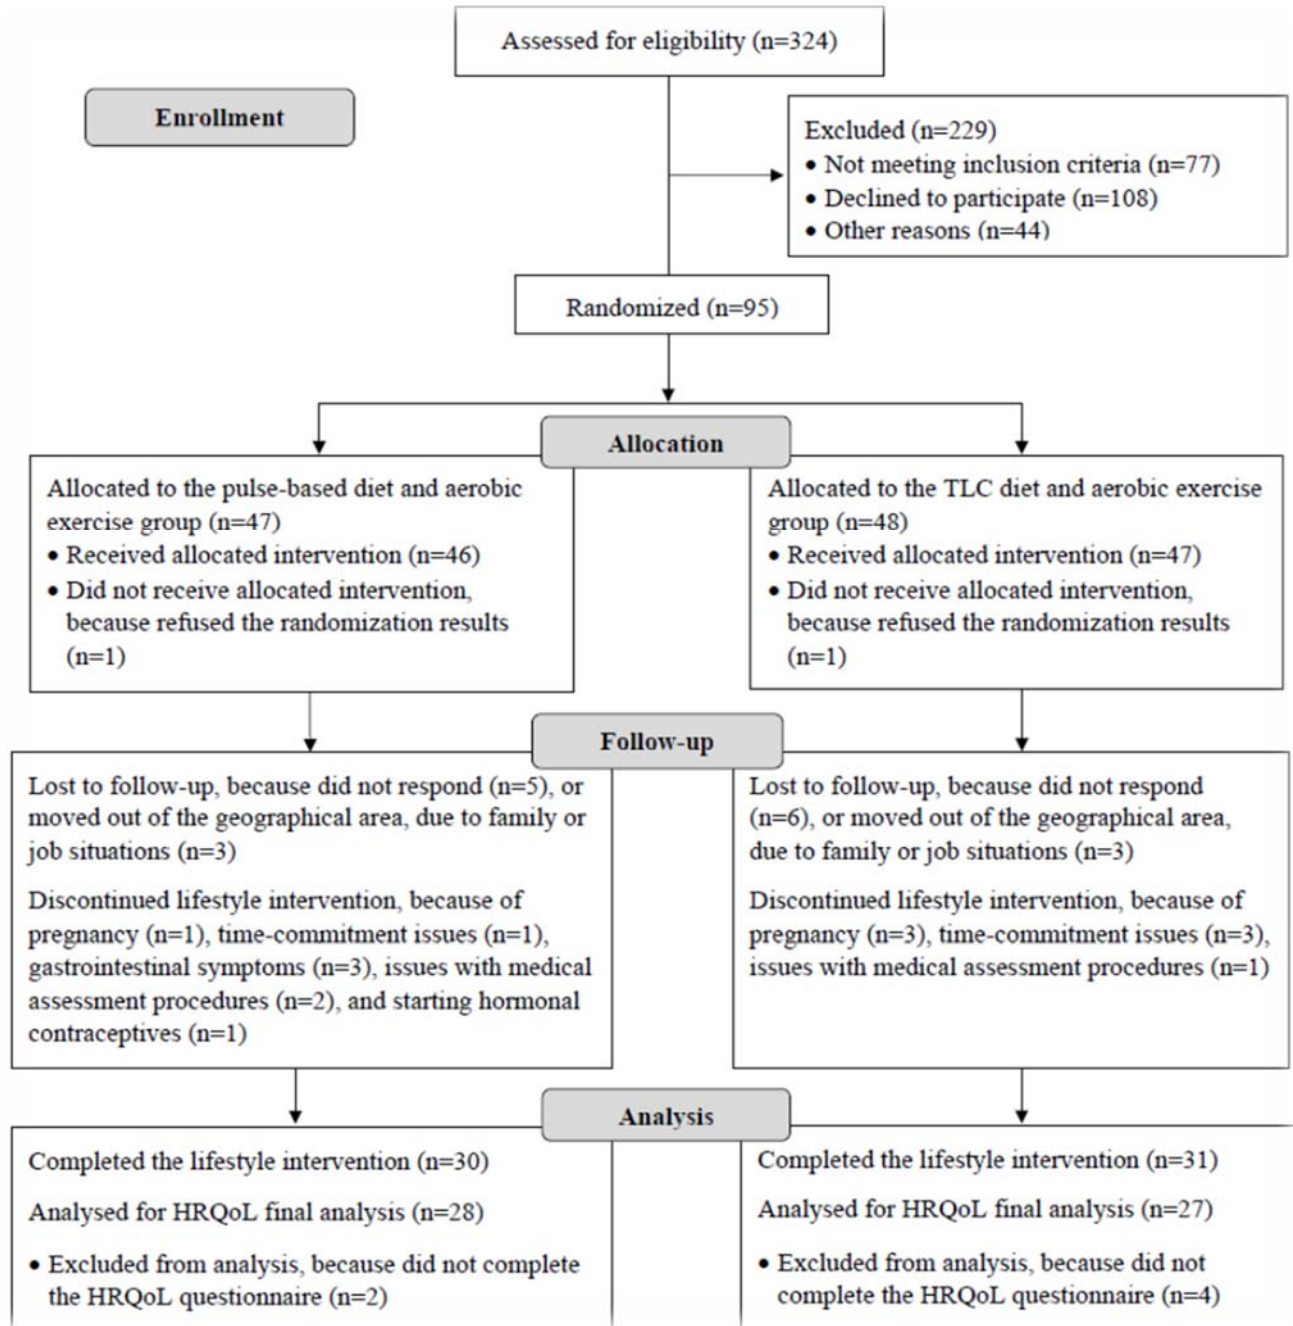 Assessed for eligibility (n=324)
Enrollment
Excluded (n=229)
• Not meeting inclusion criteria (n=77)
• Declined to participate (n=108)
• Other reasons (n=44)
Randomized (n=95)
Allocation
Allocated to the pulse-based diet and aerobic
exercise group (n=47)
• Received allocated intervention (n=46)
• Did not receive allocated intervention,
because refused the randomization results
(n=1)
Allocated to the TLC diet and aerobic exercise
group (n=48)
• Received allocated intervention (n=47)
• Did not receive allocated intervention,
because refused the randomization results
(n=1)
Follow-up
Lost to follow-up, because did not respond (n=5), or
moved out of the geographical area, due to family or
job situations (n=3)
Discontinued lifestyle intervention, because of
pregnancy (n=1), time-commitment issues (n=1),
gastrointestinal symptoms (n=3), issues with medical
assessment procedures (n=2), and starting hormonal
contraceptives (n=1)
Lost to follow-up, because did not respond
(n=6), or moved out of the geographical area,
due to family or job situations (n=3)
Discontinued lifestyle intervention, because of
pregnancy (n=3), time-commitment issues (n=3),
issues with medical assessment procedures (n=1)
Analysis
Completed the lifestyle intervention (n=30)
Analysed for HRQoL final analysis (n=28)
• Excluded from analysis, because did not complete
the HRQoL questionnaire (n=2)
Completed the lifestyle intervention (n=31)
Analysed for HRQoL final analysis (n=27)
• Excluded from analysis, because did not
complete the HRQoL questionnaire (n=4)